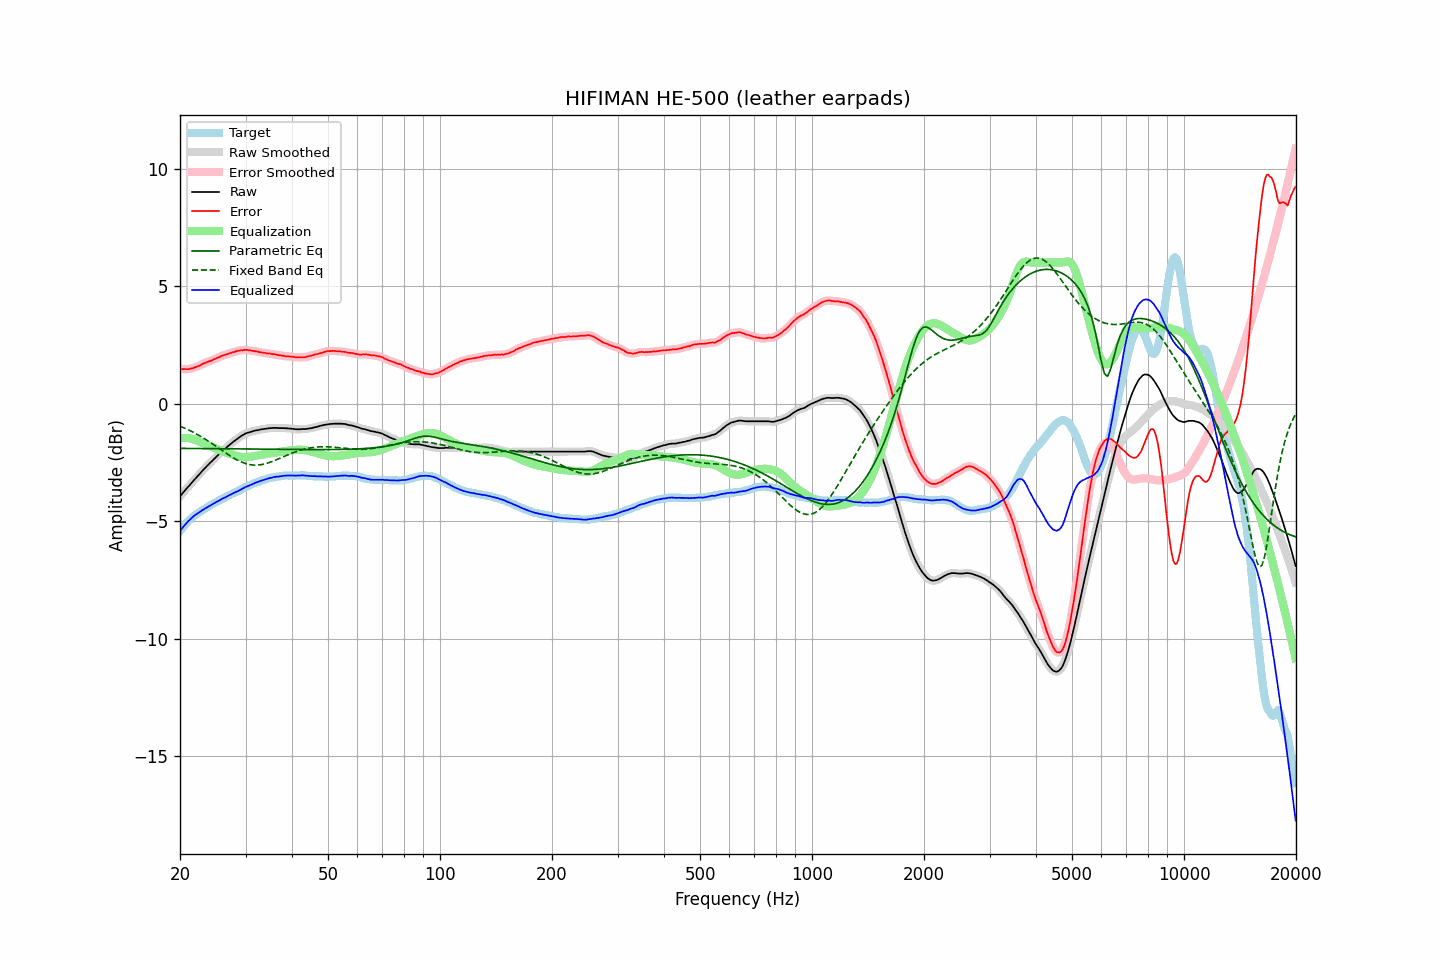 HIFIMAN HE-500 (leather earpads)
Target
Raw Smoothed
Error Smoothed
Raw
Error
Equalization
Parametric Eq
Fixed Band Eq
Equalized
Amplitude (dBr)
10
5
0
−5
−10
−15
20
50
100
200
500
1000
2000
5000
10000
20000
Frequency (Hz)